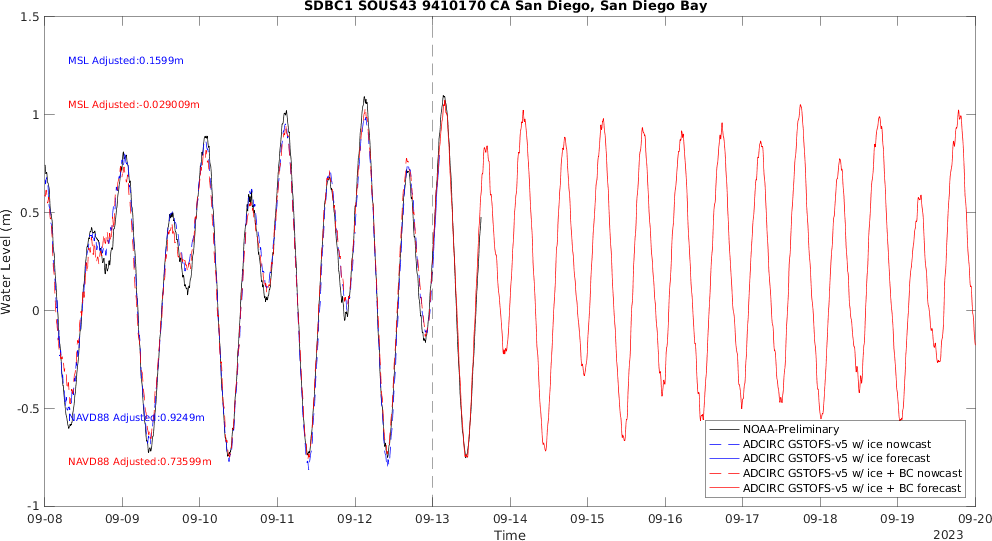 SDBC1 SOUS43 9410170 CA San Diego, San Diego Bay
1.5
1
0.5
0
-0.5
-1
Water Level (m)
MSL Adjusted:0.1599m
MSL Adjusted:-0.029009m
NAVD88 Adjusted:0.9249m
NAVD88 Adjusted:0.73599m
NOAA-Preliminary
ADCIRC GSTOFS-v5 w/ ice nowcast
ADCIRC GSTOFS-v5 w/ ice forecast
ADCIRC GSTOFS-v5 w/ ice + BC nowcast
ADCIRC GSTOFS-v5 w/ ice + BC forecast
09-08 09-09 09-10 09-11 09-12 09-13 09-14 09-15 09-16 09-17 09-18 09-19 09-20
Time
2023